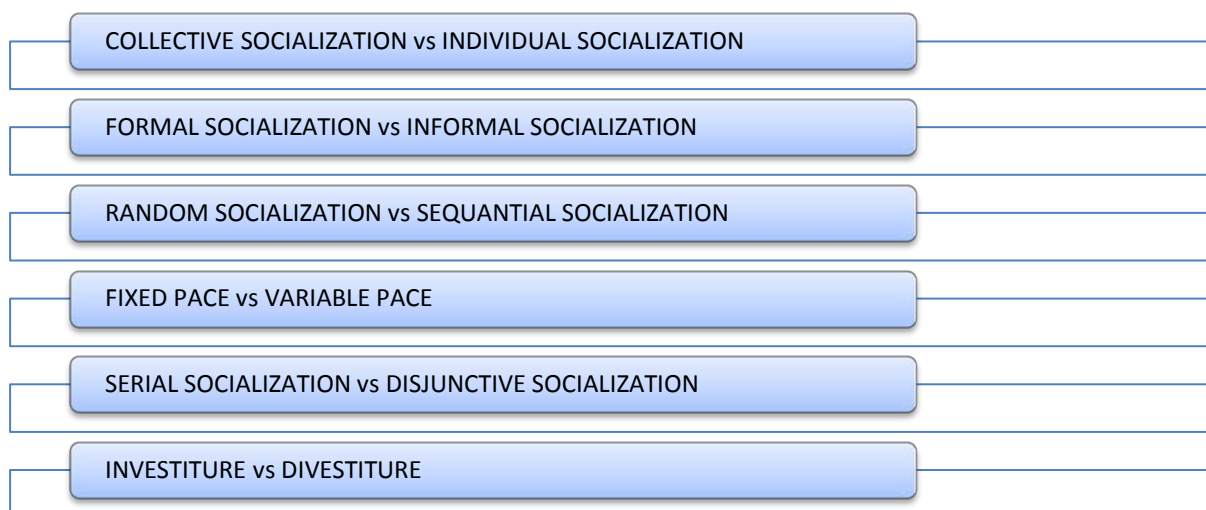 COLLECTIVE SOCIALIZATION vs INDIVIDUAL SOCIALIZATION
FORMAL SOCIALIZATION vs INFORMAL SOCIALIZATION
RANDOM SOCIALIZATION vs SEQUANTIAL SOCIALIZATION
FIXED PACE vs VARIABLE PACE
SERIAL SOCIALIZATION vs DISJUNCTIVE SOCIALIZATION
INVESTITURE vs DIVESTITURE